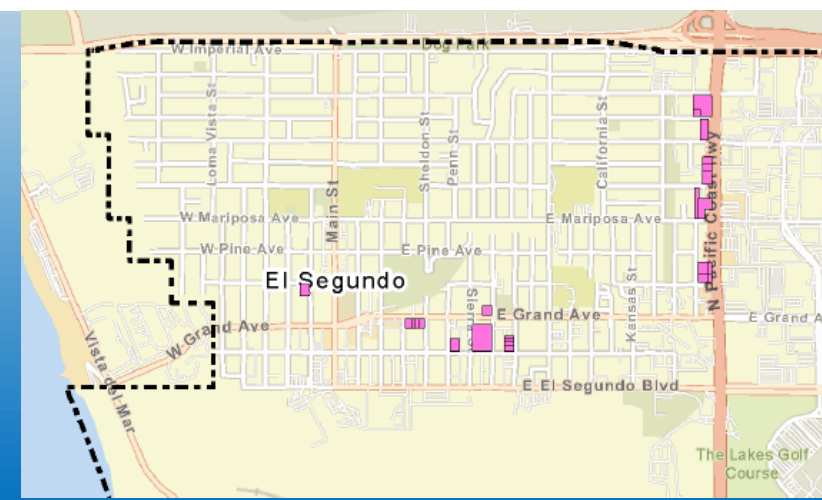 W Imperial Ave
Dog Park
Loma Vista St
Sheldon St
Penn St
California St
N Pacific Coast Hwy
Main St
W Mariposa Ave
E Mariposa Ave
W Pine Ave
E Pine Ave
El Segundo
Kansas St
E Grand Ave
E Grand A
W Grand Ave
Vista del Mar
E El Segundo Blvd
The Lakes Golf
Course